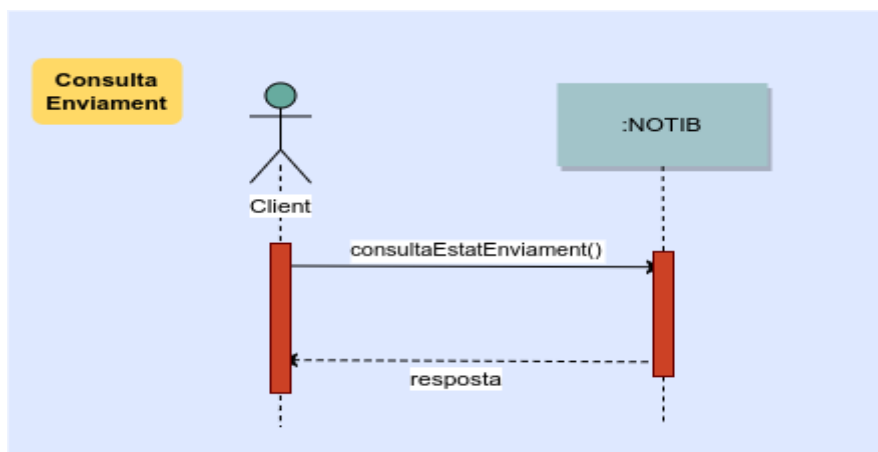 Consulta
Enviament
:NOTIB
Client
consultaEstatEnviament()
resposta